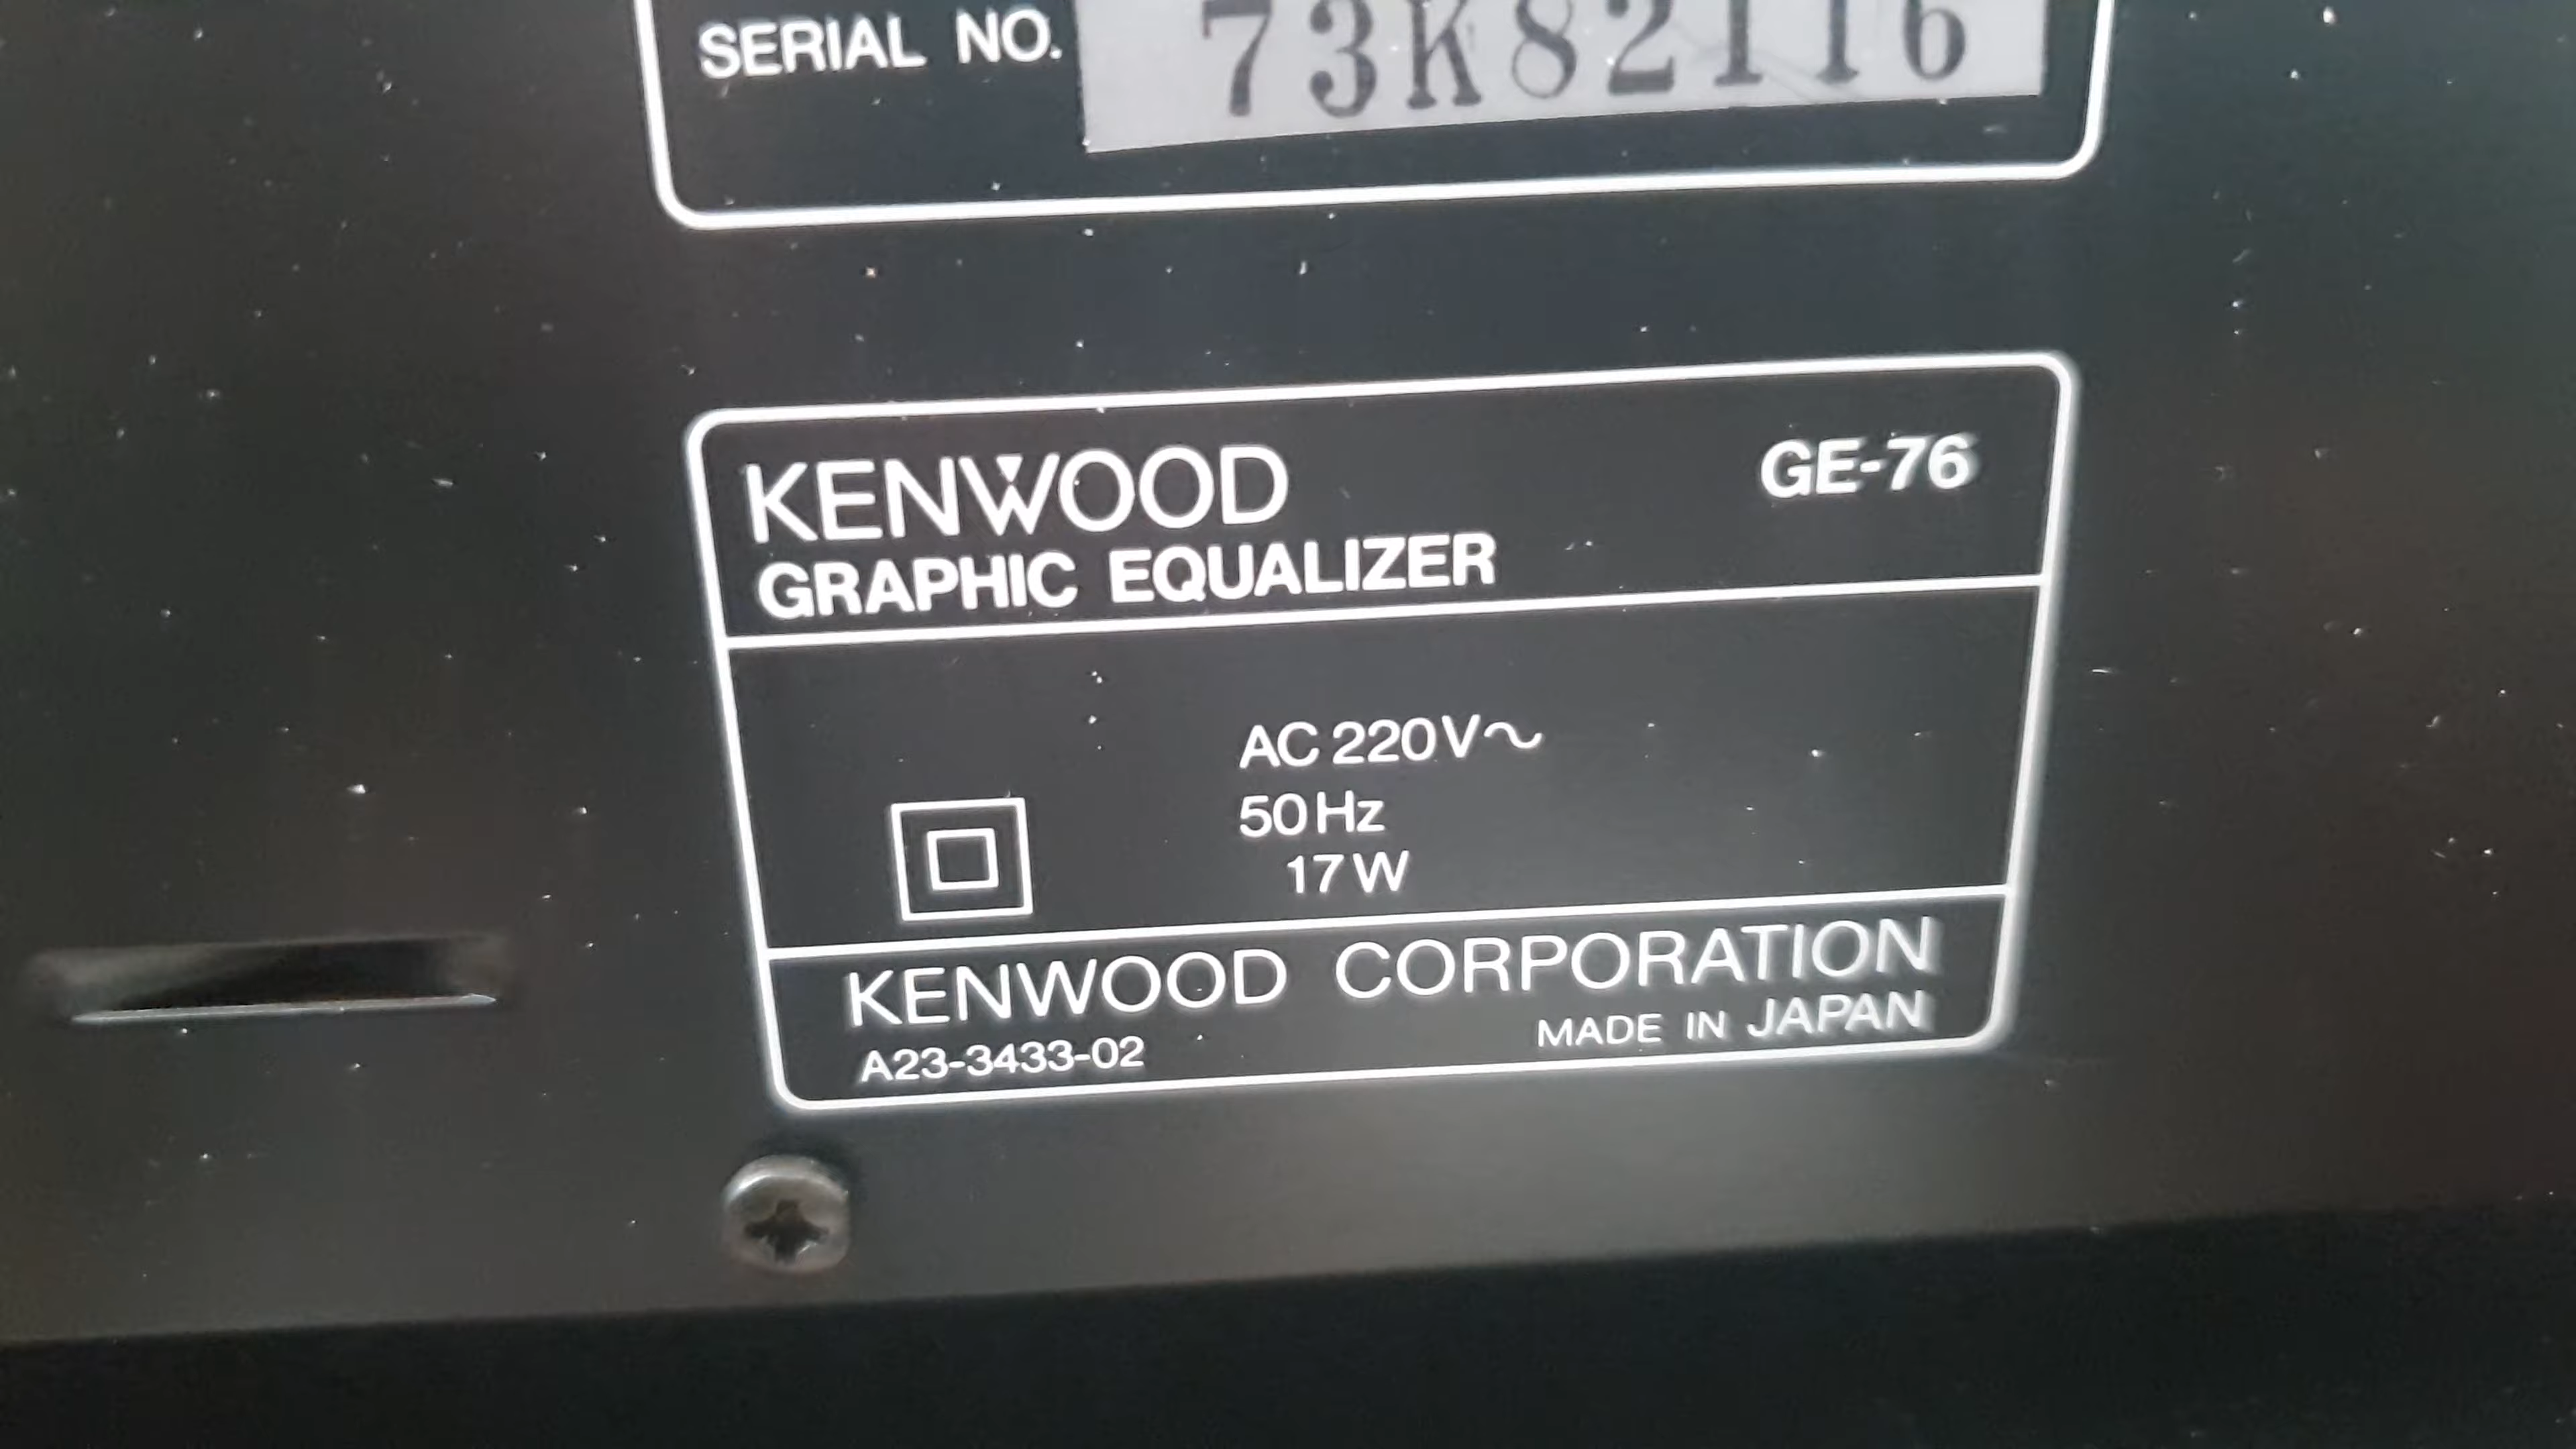 SERIAL NO. 73K82116
KENWOOD GE-76
GRAPHIC EQUALIZER
AC 220V~
50Hz
17W
KENWOOD CORPORATION
A23-3433-02 MADE IN JAPAN